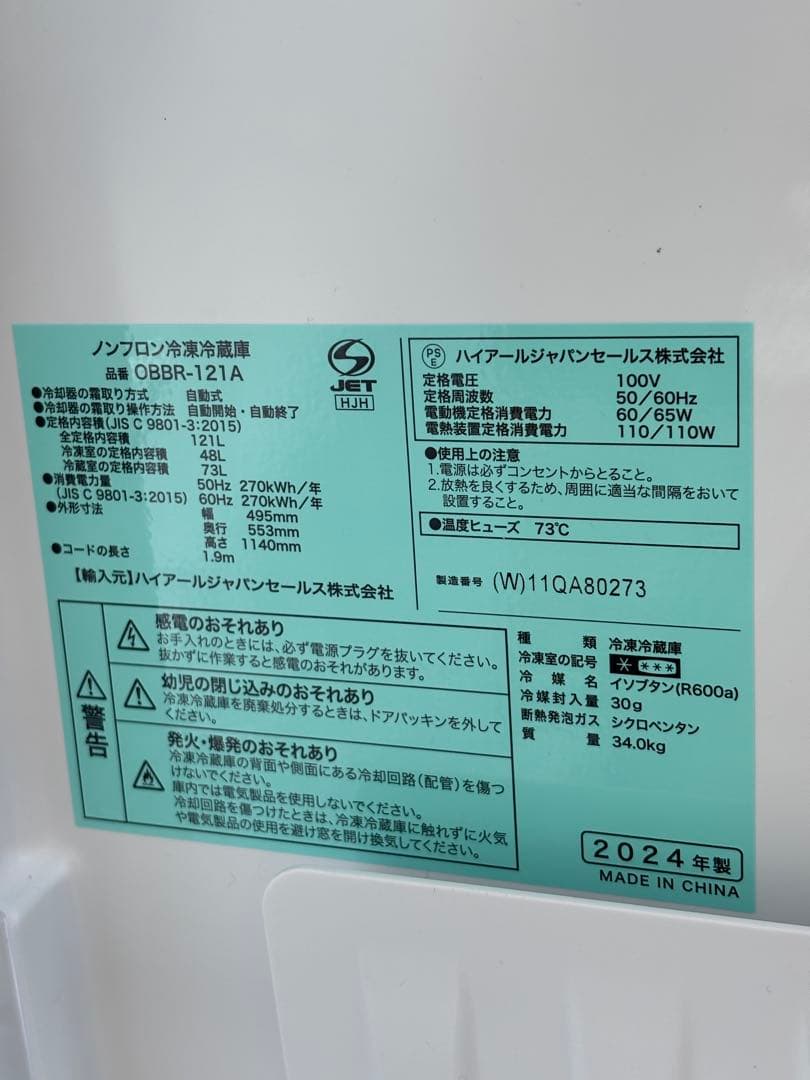 ノンフロン冷凍冷蔵庫
品番 OBBR-121A
●冷却器の霜取り方式 自動式
●冷却器の霜取り操作方法 自動開始・自動終了
●定格内容積(JIS C 9801-3:2015)
全定格内容積 121L
冷凍室の定格内容積 48L
冷蔵室の定格内容積 73L
●消費電力量 50Hz 270kWh/年
(JIS C 9801-3:2015) 60Hz 270kWh/年
●外形寸法 幅 495mm
奥行 553mm
高さ 1140mm
●コードの長さ 1.9m
【輸入元】ハイアールジャパンセールス株式会社
S
JET
HJH
PS
E
ハイアールジャパンセールス株式会社
定格電圧 100V
定格周波数 50/60Hz
電動機定格消費電力 60/65W
電熱装置定格消費電力 110/110W
●使用上の注意
1.電源は必ずコンセントからとること。
2.放熱を良くするため、周囲に適当な間隔をおいて
設置すること。
●温度ヒューズ 73℃
製造番号 (W)11QA80273
警告
感電のおそれあり
お手入れのときには、必ず電源プラグを抜いてください。
抜かずに作業すると感電のおそれがあります。
幼児の閉じ込みのおそれあり
冷凍冷蔵庫を廃棄処分するときは、ドアパッキンを外して
ください。
発火・爆発のおそれあり
冷凍冷蔵庫の背面や側面にある冷却回路(配管)を傷つ
けないでください。
庫内では電気製品を使用しないでください。
冷却回路を傷つけたときは、冷凍冷蔵庫に触れずに火気
や電気製品の使用を避け窓を開け換気してください。
種類 冷凍冷蔵庫
冷凍室の記号 * ***
冷媒名 イソブタン(R600a)
冷媒封入量 30g
断熱発泡ガス シクロペンタン
質量 34.0kg
2024年製
MADE IN CHINA